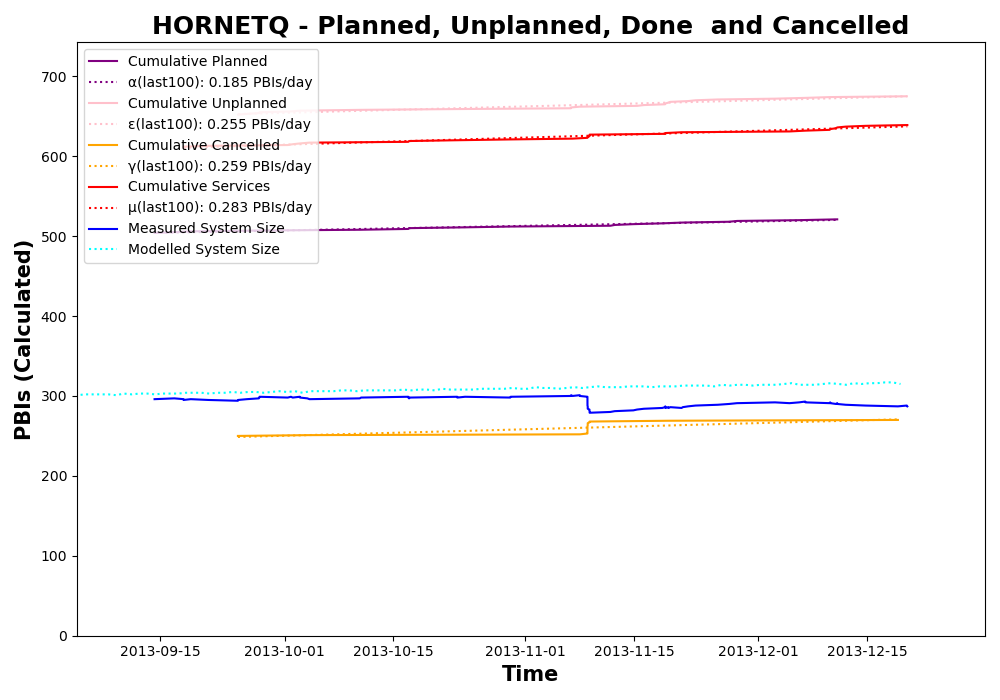 HORNETQ - Planned, Unplanned, Done  and Cancelled
PBIs (Calculated)
700
600
500
400
300
200
100
0
Cumulative Planned
α(last100): 0.185 PBIs/day
Cumulative Unplanned
ε(last100): 0.255 PBIs/day
Cumulative Cancelled
γ(last100): 0.259 PBIs/day
Cumulative Services
μ(last100): 0.283 PBIs/day
Measured System Size
Modelled System Size
2013-09-15 2013-10-01 2013-10-15 2013-11-01 2013-11-15 2013-12-01 2013-12-15
Time